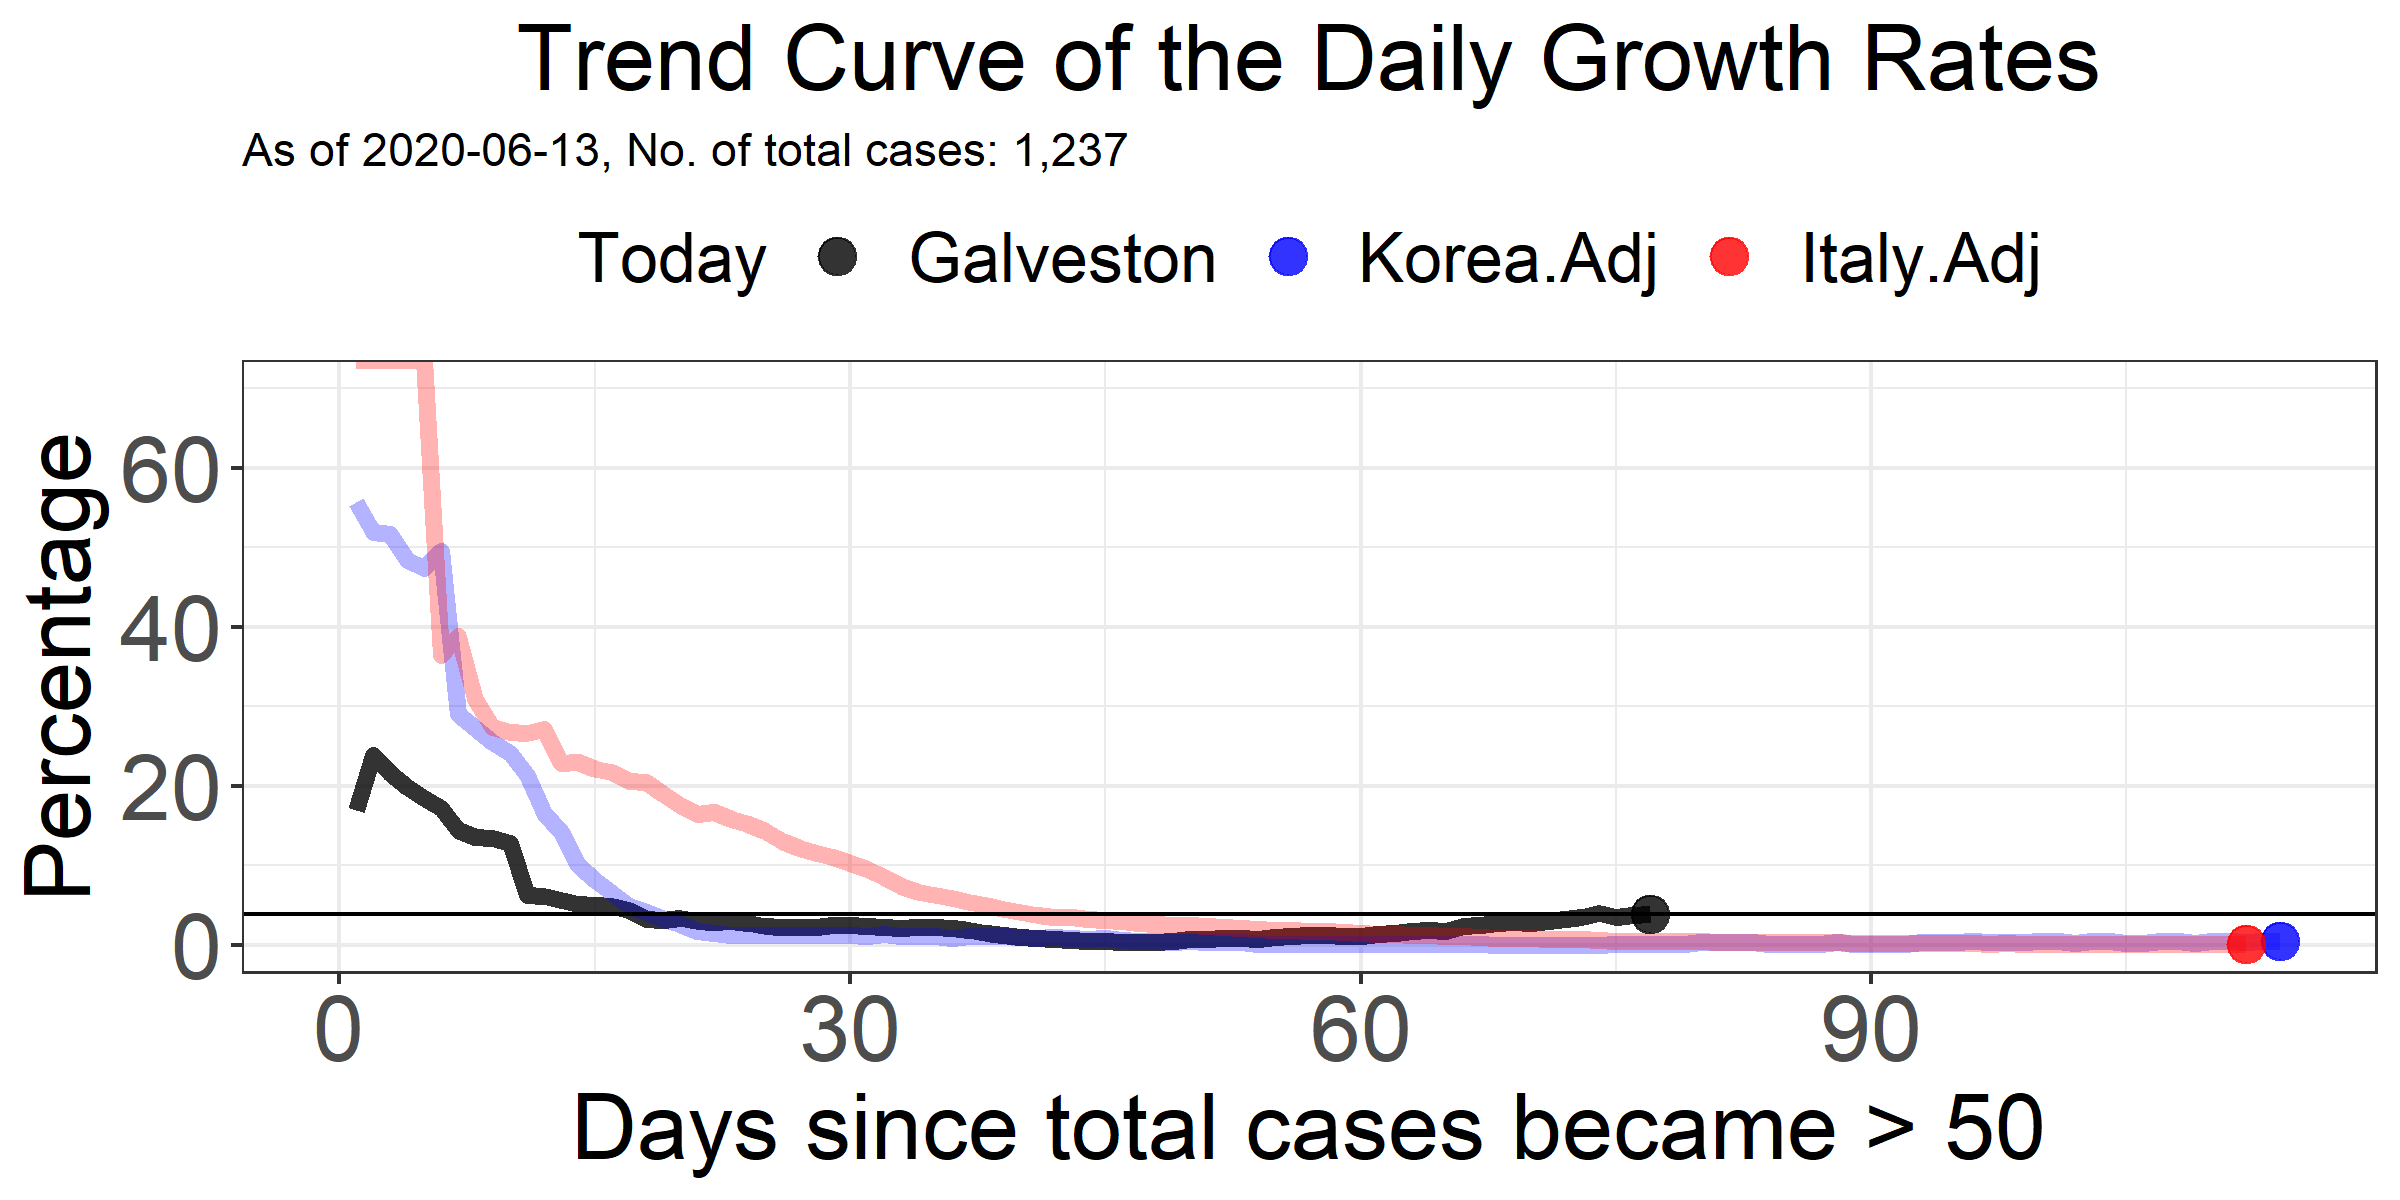 Trend Curve of the Daily Growth Rates
As of 2020-06-13, No. of total cases: 1,237
Today Galveston Korea.Adj Italy.Adj
Percentage
60
40
20
0
0 30 60 90
Days since total cases became > 50